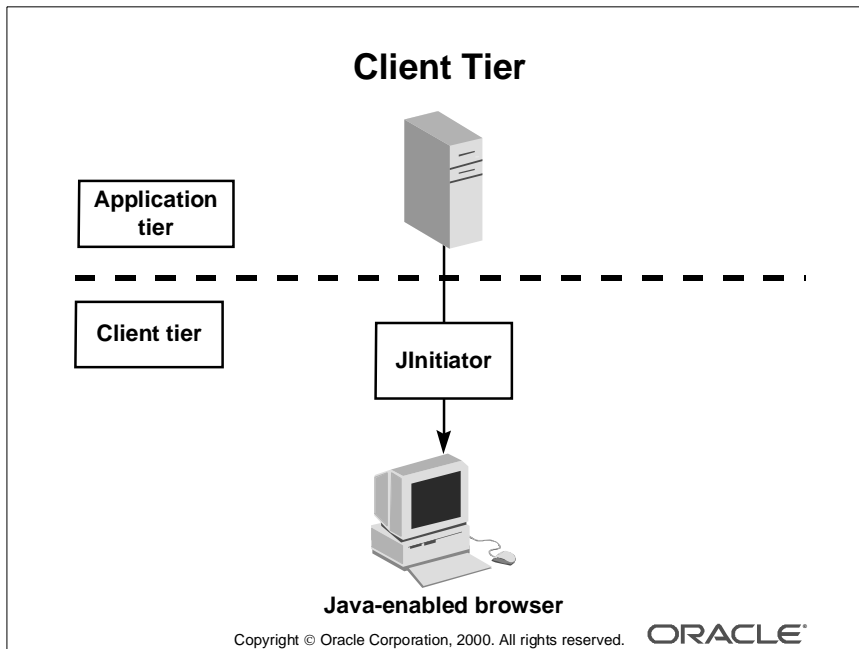 Client Tier
Application
tier
Client tier
JInitiator
Java-enabled browser
Copyright © Oracle Corporation, 2000. All rights reserved.
ORACLE®